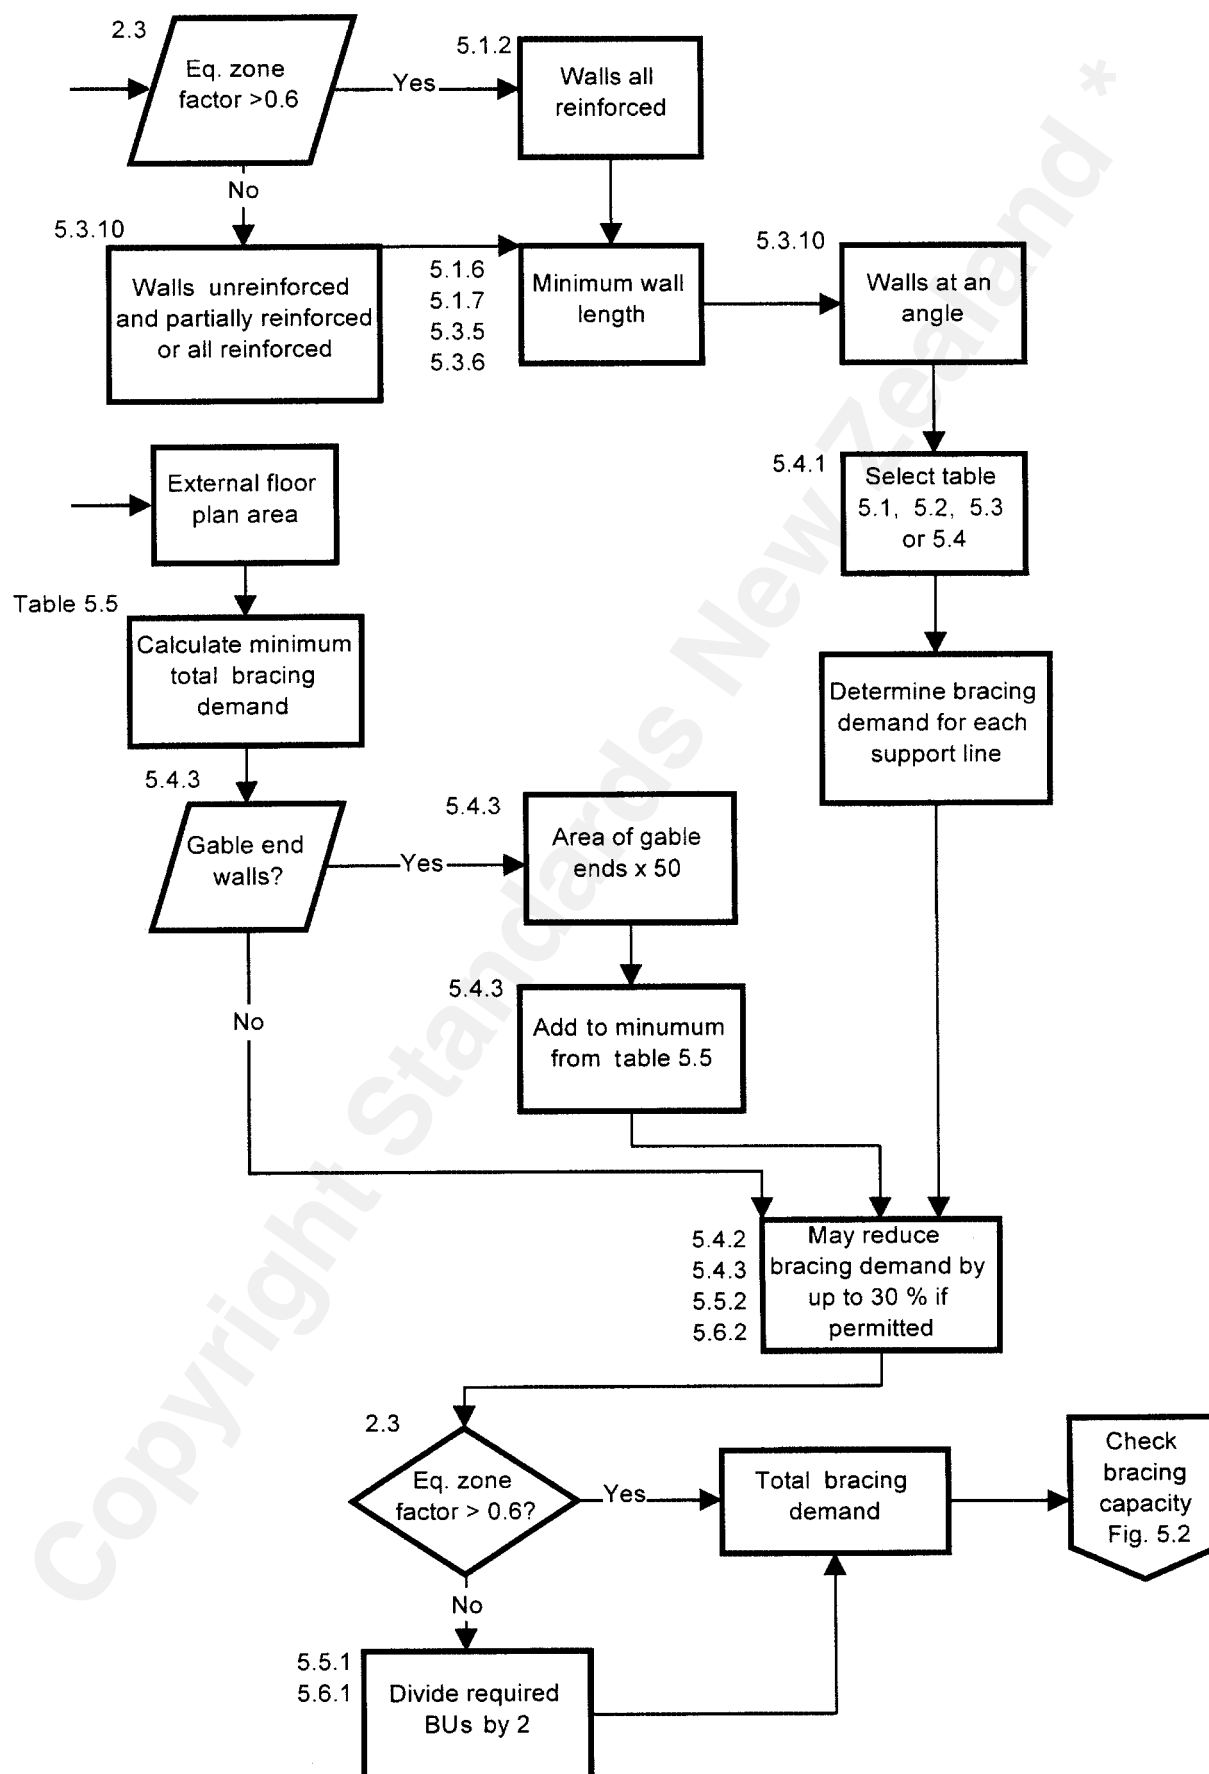 2.3
Eq. zone
factor >0.6
Yes
5.1.2
Walls all
reinforced
No
5.3.10
Walls unreinforced
and partially reinforced
or all reinforced
5.1.6
5.1.7
5.3.5
5.3.6
Minimum wall
length
5.3.10
Walls at an
angle
5.4.1
Select table
5.1, 5.2, 5.3
or 5.4
Determine bracing
demand for each
support line
External floor
plan area
Table 5.5
Calculate minimum
total bracing
demand
5.4.3
Gable end
walls?
Yes
5.4.3
Area of gable
ends x 50
5.4.3
Add to minumum
from table 5.5
No
5.4.2
5.4.3
5.5.2
5.6.2
May reduce
bracing demand by
up to 30 % if
permitted
2.3
Eq. zone
factor > 0.6?
Yes
Total bracing
demand
Check
bracing
capacity
Fig. 5.2
No
5.5.1
5.6.1
Divide required
BUs by 2
Copyright Standards New Zealand *